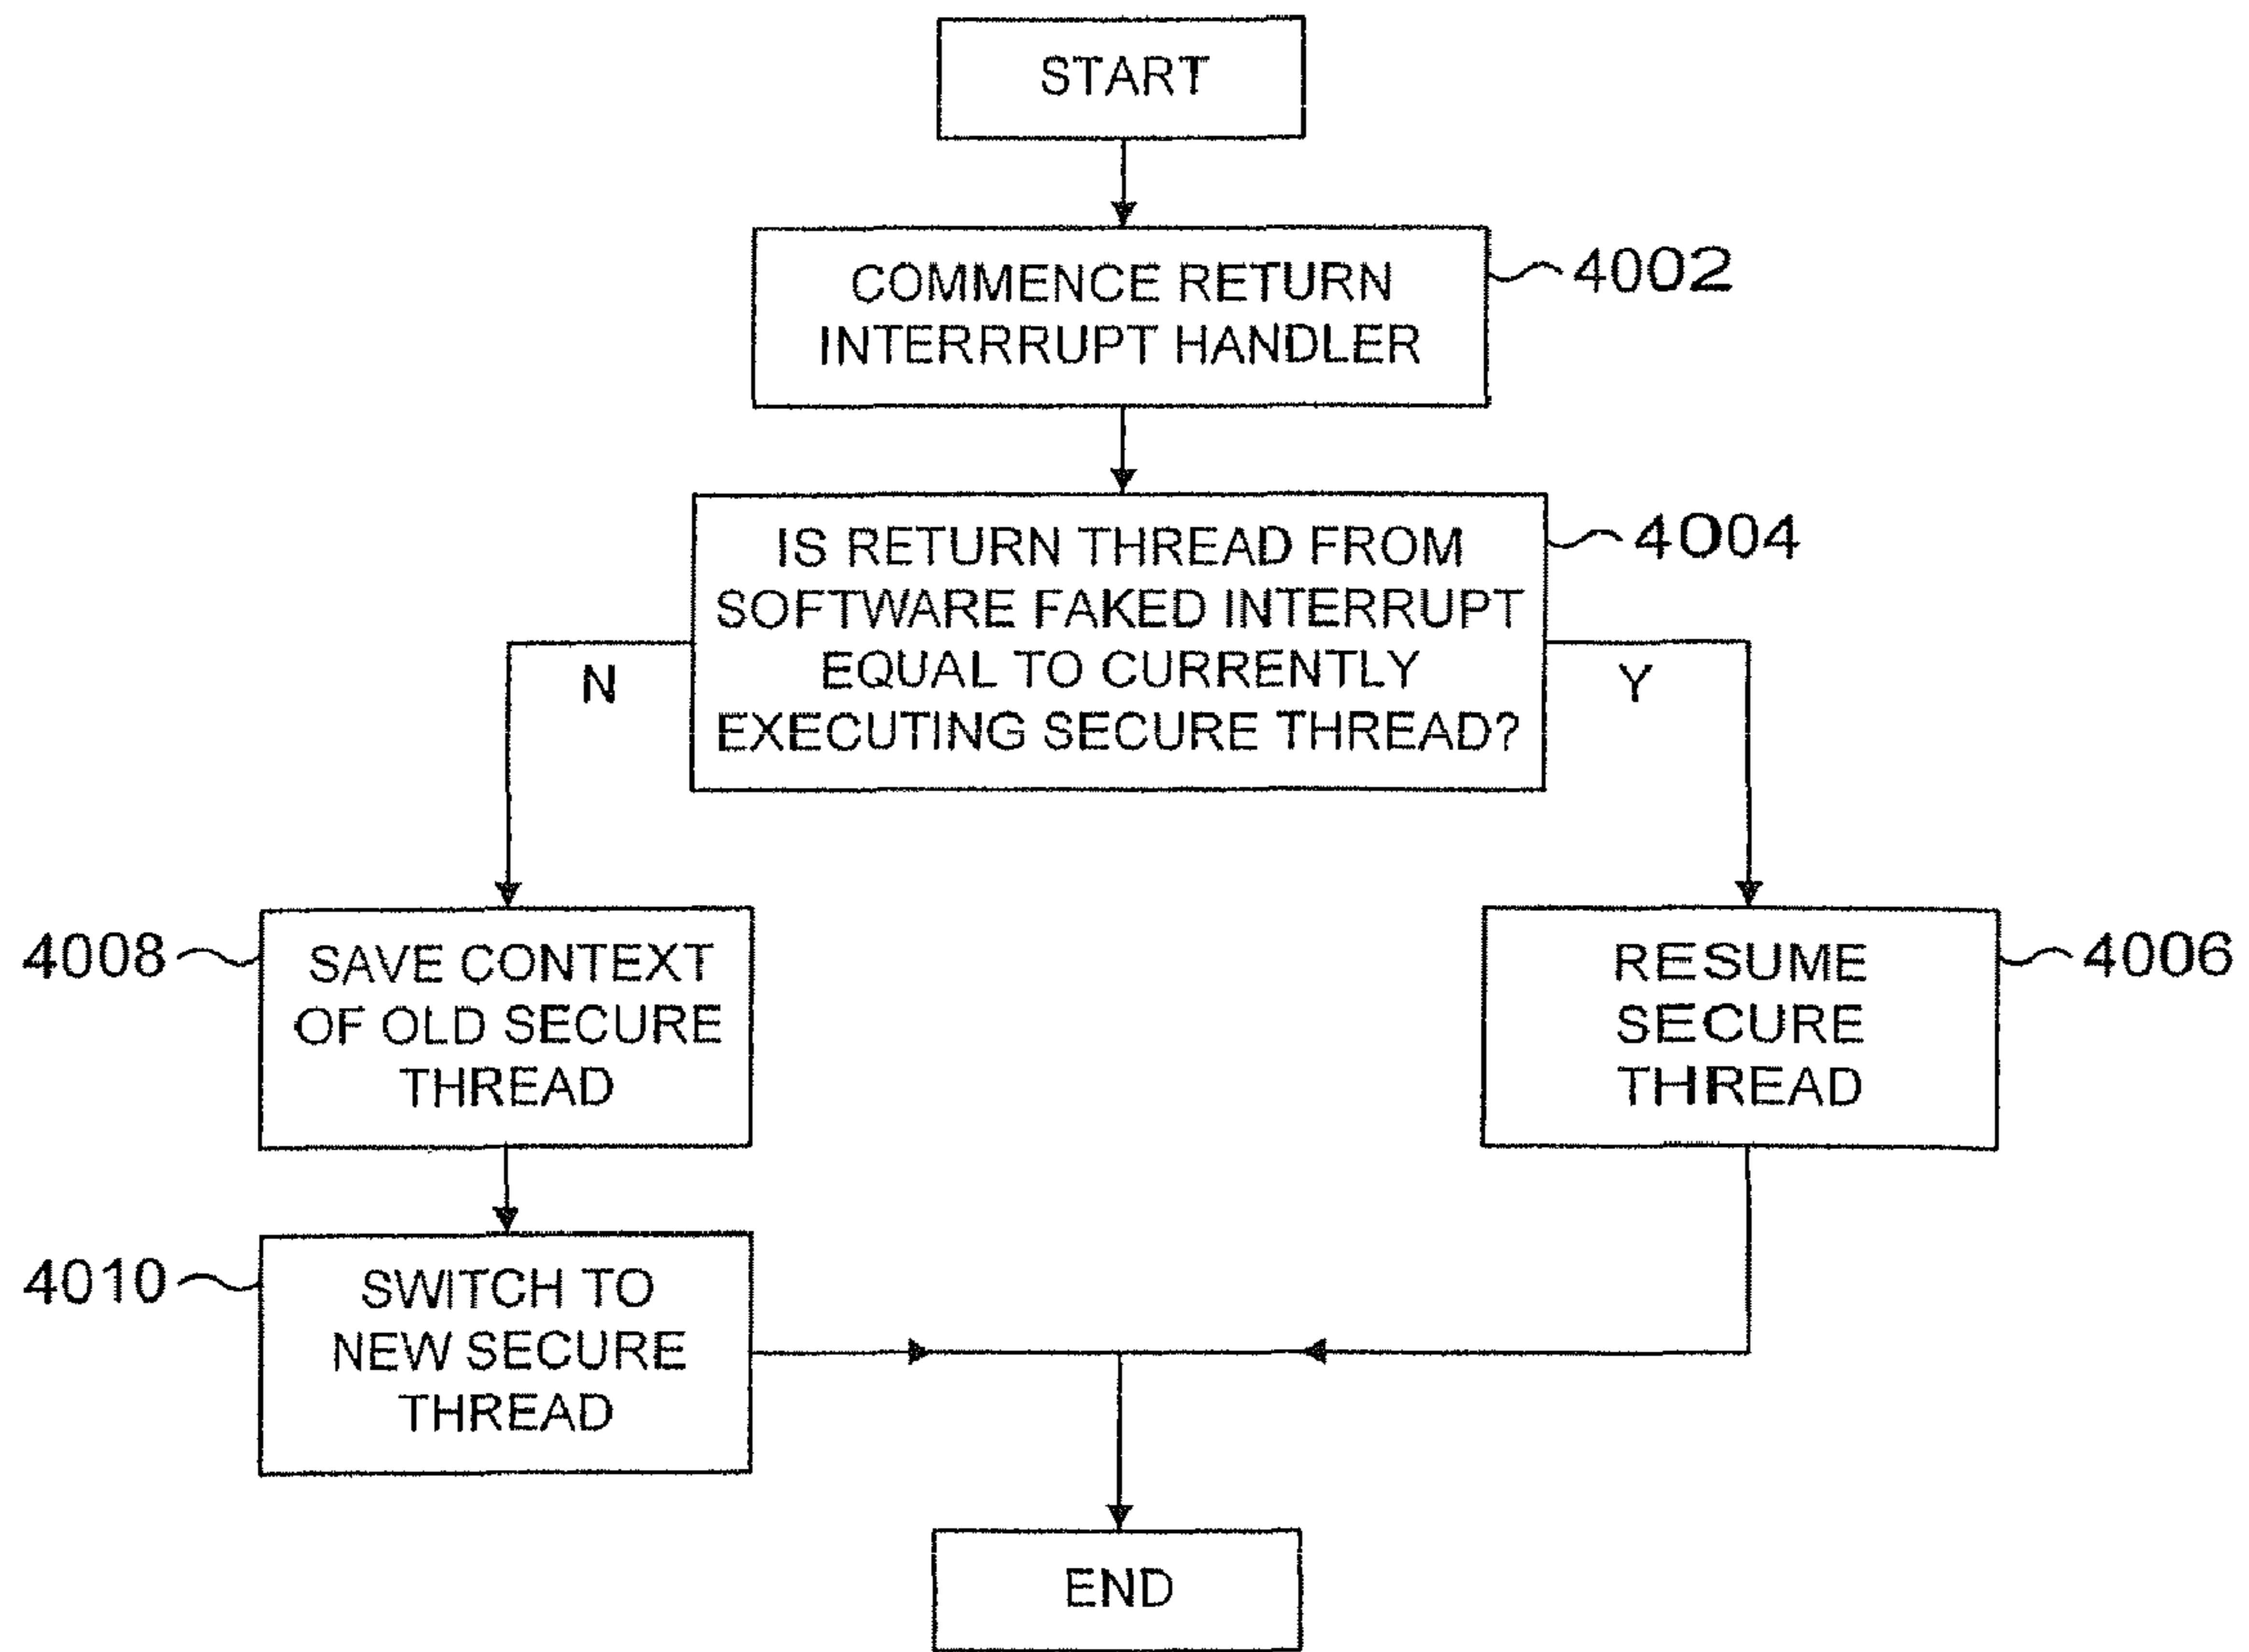 START
COMMENCE RETURN
INTERRRUPT HANDLER
4002
IS RETURN THREAD FROM
SOFTWARE FAKED INTERRUPT
EQUAL TO CURRENTLY
EXECUTING SECURE THREAD?
4004
N
Y
4008
SAVE CONTEXT
OF OLD SECURE
THREAD
RESUME
SECURE
THREAD
4006
4010
SWITCH TO
NEW SECURE
THREAD
END